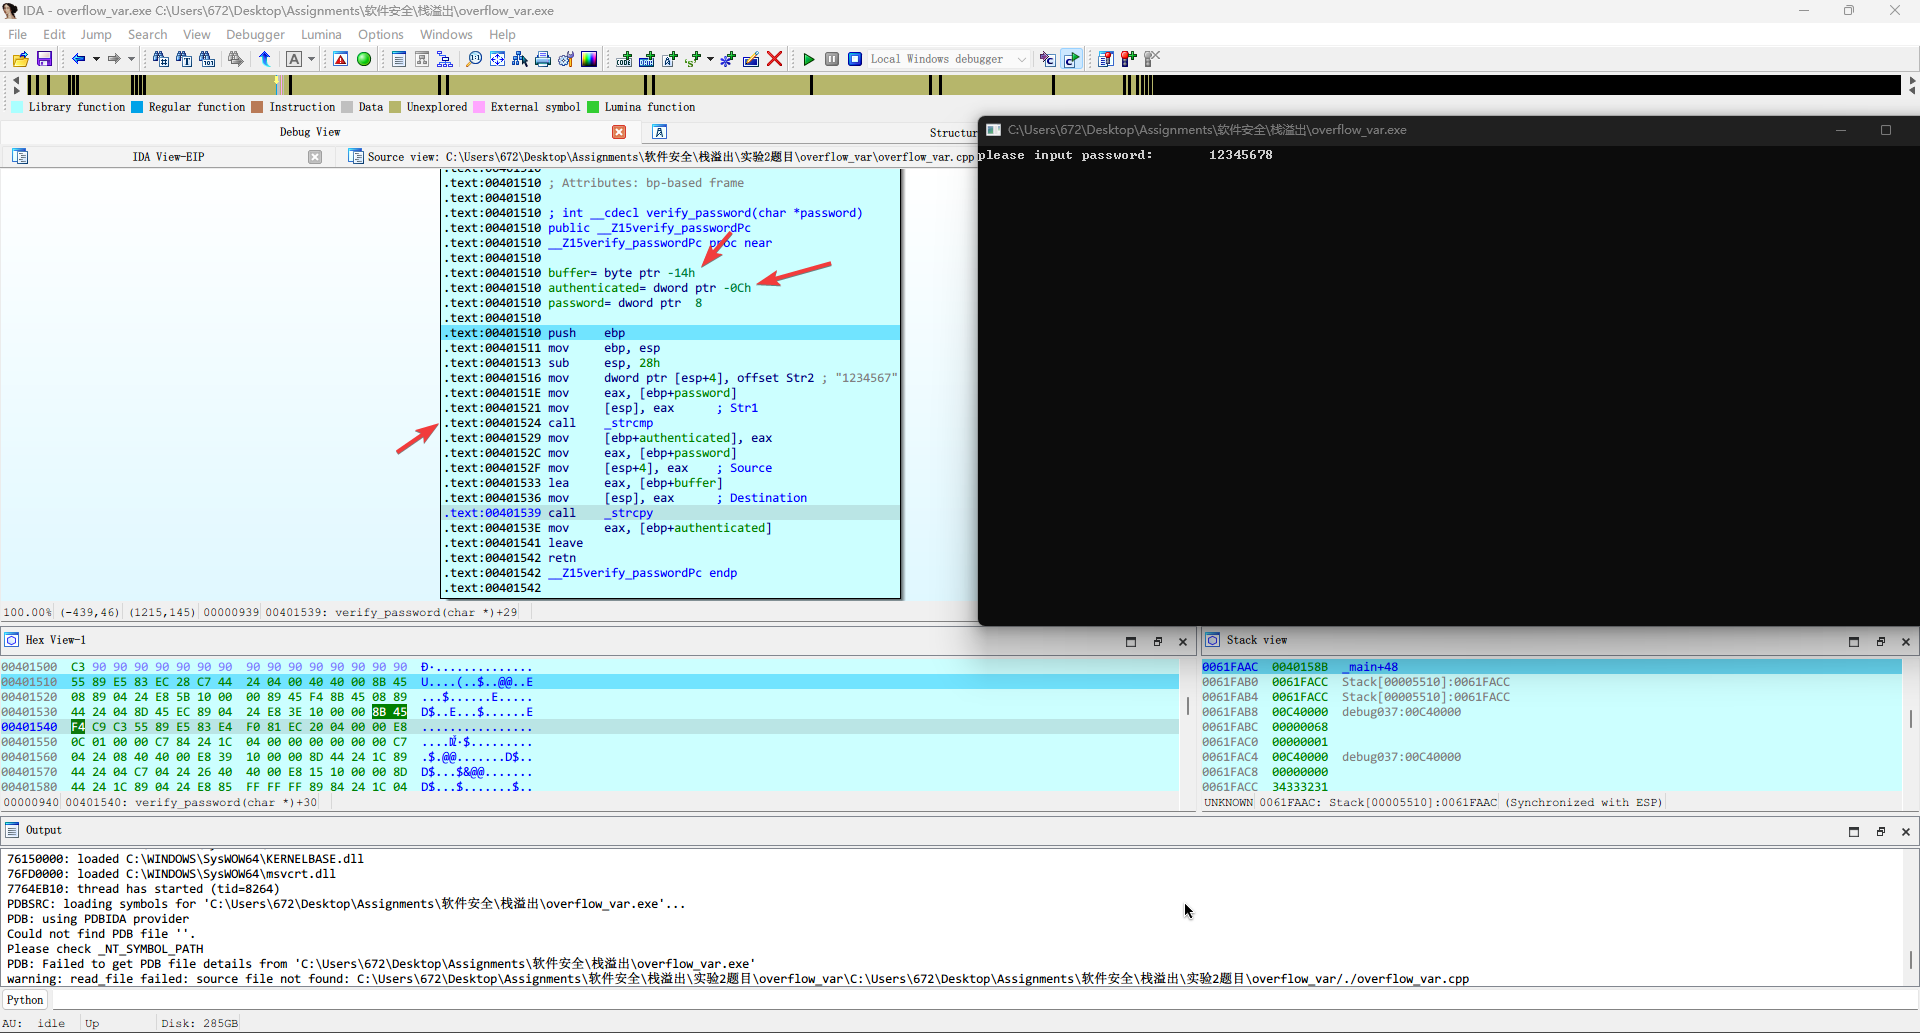 IDA - overflow_var.exe C:\Users\672\Desktop\Assignments\软件安全\栈溢出\overflow_var.exe
File Edit Jump Search View Debugger Lumina Options Windows Help
Local Windows debugger
Library function Regular function Instruction Data Unexplored External symbol Lumina function
Debug View Structur
IDA View-EIP Source view: C:\Users\672\Desktop\Assignments\软件安全\栈溢出\实验2题目\overflow_var\overflow_var.cpp
.text:00401510
.text:00401510 ; Attributes: bp-based frame
.text:00401510
.text:00401510 ; int __cdecl verify_password(char *password)
.text:00401510 public __Z15verify_passwordPc
.text:00401510 __Z15verify_passwordPc proc near
.text:00401510
.text:00401510 buffer= byte ptr -14h
.text:00401510 authenticated= dword ptr -0Ch
.text:00401510 password= dword ptr  8
.text:00401510
.text:00401510 push    ebp
.text:00401511 mov     ebp, esp
.text:00401513 sub     esp, 28h
.text:00401516 mov     dword ptr [esp+4], offset Str2 ; "1234567"
.text:0040151E mov     eax, [ebp+password]
.text:00401521 mov     [esp], eax      ; Str1
.text:00401524 call    _strcmp
.text:00401529 mov     [ebp+authenticated], eax
.text:0040152C mov     eax, [ebp+password]
.text:0040152F mov     [esp+4], eax    ; Source
.text:00401533 lea     eax, [ebp+buffer]
.text:00401536 mov     [esp], eax      ; Destination
.text:00401539 call    _strcpy
.text:0040153E mov     eax, [ebp+authenticated]
.text:00401541 leave
.text:00401542 retn
.text:00401542 __Z15verify_passwordPc endp
.text:00401542
100.00% (-439,46) (1215,145) 00000939 00401539: verify_password(char *)+29
C:\Users\672\Desktop\Assignments\软件安全\栈溢出\overflow_var.exe
please input password:       12345678
Hex View-1
00401500  C3 90 90 90 90 90 90 90  90 90 90 90 90 90 90 90  Ð·..............
00401510  55 89 E5 83 EC 28 C7 44  24 04 00 40 40 00 8B 45  U....(..$..@@..E
00401520  08 89 04 24 E8 5B 10 00  00 89 45 F4 8B 45 08 89  ...$......E.....
00401530  44 24 04 8D 45 EC 89 04  24 E8 3E 10 00 00 8B 45  D$..E...$......E
00401540  F4 C9 C3 55 89 E5 83 E4  F0 81 EC 20 04 00 00 E8  ................
00401550  0C 01 00 00 C7 84 24 1C  04 00 00 00 00 00 00 C7
00401560  04 24 08 40 40 00 E8 39  10 00 00 8D 44 24 1C 89  .$.@@.......D$..
00401570  44 24 04 C7 04 24 26 40  40 00 E8 15 10 00 00 8D  D$...$&@@.......
00401580  44 24 1C 89 04 24 E8 85  FF FF FF 89 84 24 1C 04  D$...$.......$..
00000940 00401540: verify_password(char *)+30
Stack view
0061FAAC  0040158B  _main+48
0061FAB0  0061FACC  Stack[00005510]:0061FACC
0061FAB4  0061FACC  Stack[00005510]:0061FACC
0061FAB8  00C40000  debug037:00C40000
0061FABC  00000068
0061FAC0  00000001
0061FAC4  00C40000  debug037:00C40000
0061FAC8  00000000
0061FACC  34333231
UNKNOWN 0061FAAC: Stack[00005510]:0061FAAC (Synchronized with ESP)
Output
76150000: loaded C:\WINDOWS\SysWOW64\KERNELBASE.dll
76FD0000: loaded C:\WINDOWS\SysWOW64\msvcrt.dll
7764EB10: thread has started (tid=8264)
PDBSRC: loading symbols for 'C:\Users\672\Desktop\Assignments\软件安全\栈溢出\overflow_var.exe'...
PDB: using PDBIDA provider
Could not find PDB file ''.
Please check _NT_SYMBOL_PATH
PDB: Failed to get PDB file details from 'C:\Users\672\Desktop\Assignments\软件安全\栈溢出\overflow_var.exe'
warning: read_file failed: source file not found: C:\Users\672\Desktop\Assignments\软件安全\栈溢出\实验2题目\overflow_var\C:\Users\672\Desktop\Assignments\软件安全\栈溢出\实验2题目\overflow_var/./overflow_var.cpp
Python
AU: idle Up Disk: 285GB